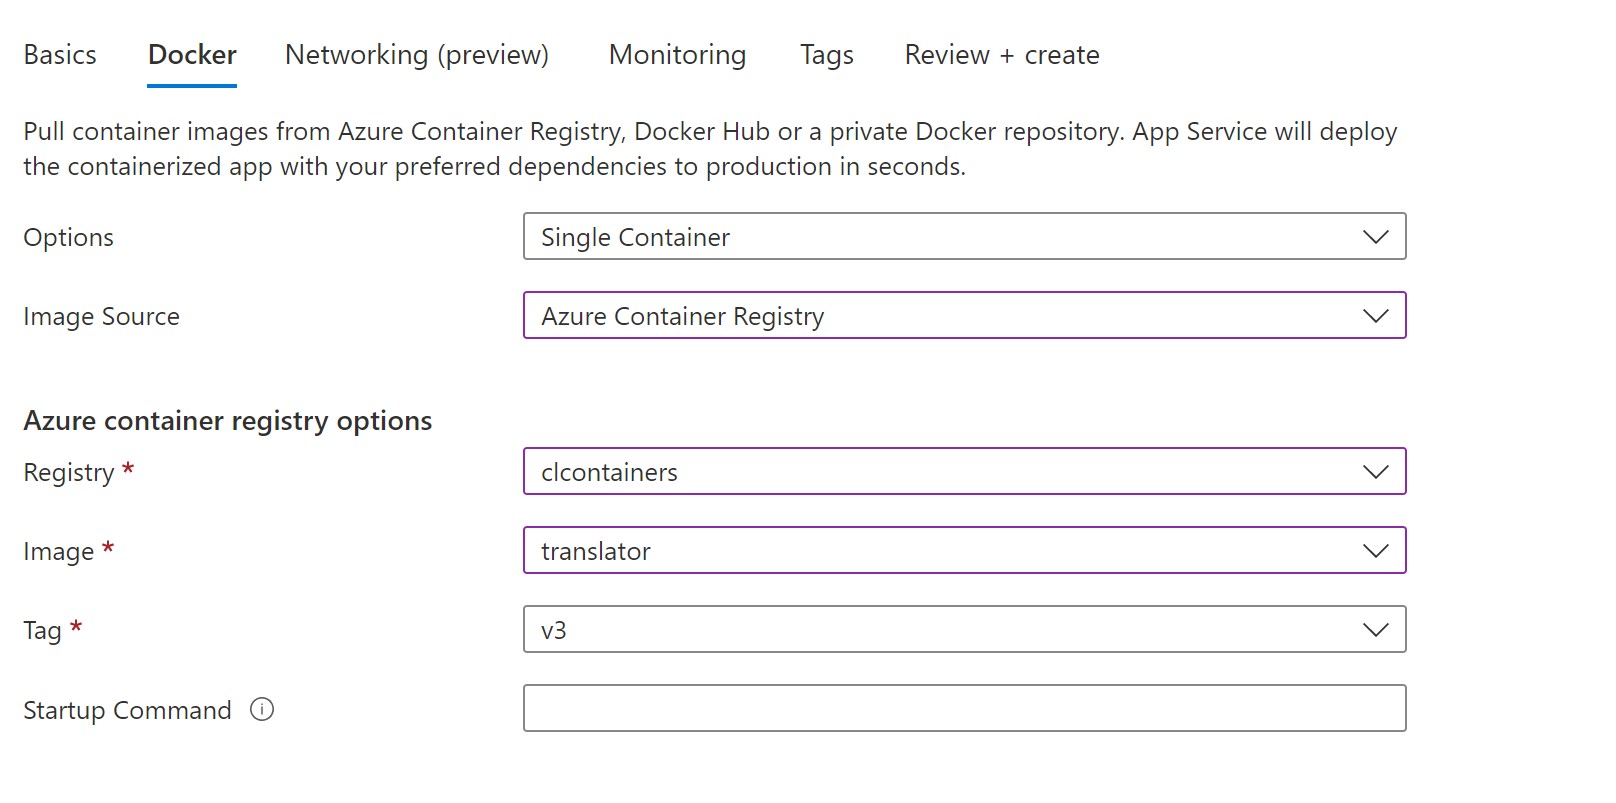 Basics Docker Networking (preview) Monitoring Tags Review + create
Pull container images from Azure Container Registry, Docker Hub or a private Docker repository. App Service will deploy
the containerized app with your preferred dependencies to production in seconds.
Options Single Container
Image Source Azure Container Registry
Azure container registry options
Registry * clcontainers
Image * translator
Tag * v3
Startup Command